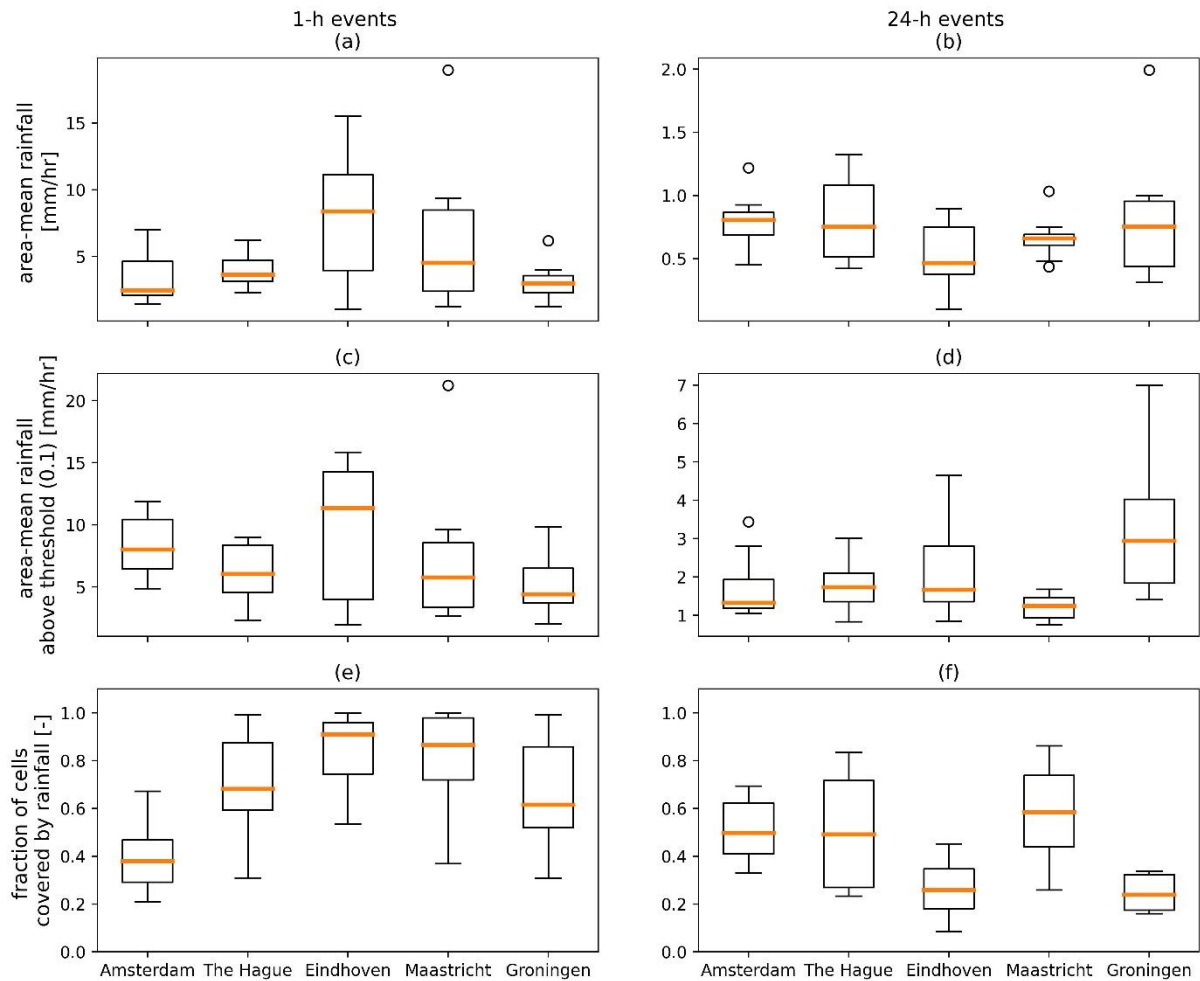 1-h events
(a)
24-h events
(b)
area-mean rainfall
[mm/hr]
15
10
5
2.0
1.5
1.0
0.5
(c)
(d)
area-mean rainfall
above threshold (0.1) [mm/hr]
20
15
10
5
7
6
5
4
3
2
1
(e)
(f)
fraction of cells
covered by rainfall [-]
1.0
0.8
0.6
0.4
0.2
0.0
Amsterdam The Hague Eindhoven Maastricht Groningen
1.0
0.8
0.6
0.4
0.2
0.0
Amsterdam The Hague Eindhoven Maastricht Groningen